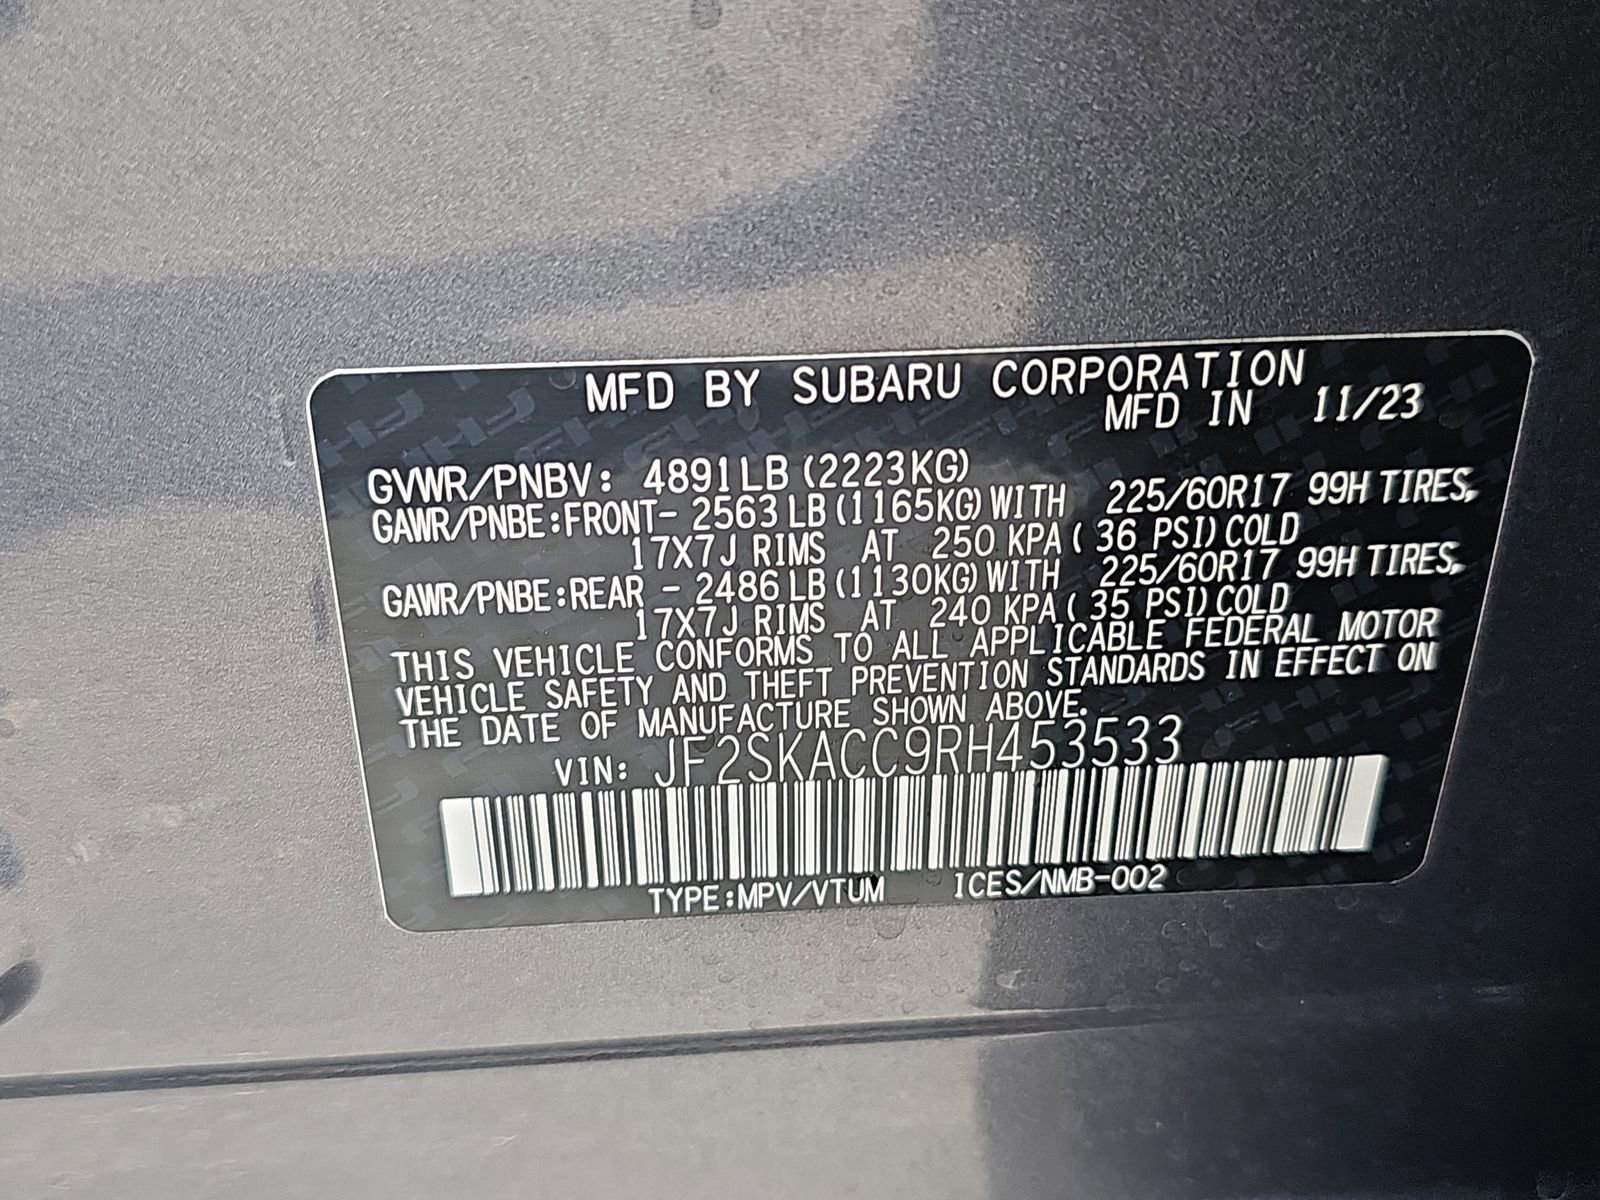 MFD BY SUBARU CORPORATION
MFD IN 11/23
GVWR/PNBV: 4891LB (2223KG)
GAWR/PNBE:FRONT- 2563LB (1165KG) WITH 225/60R17 99H TIRES,
17X7J RIMS AT 250 KPA ( 36 PSI) COLD
GAWR/PNBE:REAR - 2486LB (1130KG) WITH 225/60R17 99H TIRES,
17X7J RIMS AT 240 KPA ( 35 PSI) COLD
THIS VEHICLE CONFORMS TO ALL APPLICABLE FEDERAL MOTOR
VEHICLE SAFETY AND THEFT PREVENTION STANDARDS IN EFFECT ON
THE DATE OF MANUFACTURE SHOWN ABOVE.
VIN: JF2SKACC9RH453533
TYPE:MPV/VTUM ICES/NMB-002